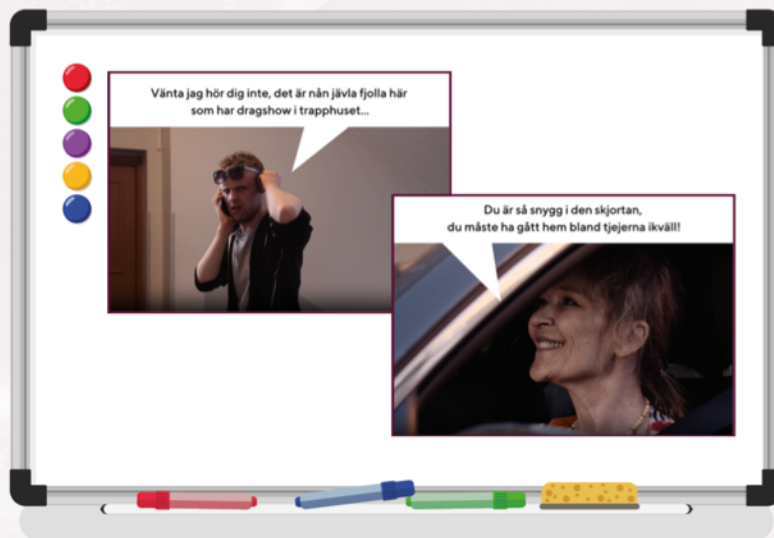 Vänta jag hör dig inte, det är nån jävla fjolla här
som har dragshow i trapphuset...
Du är så snygg i den skjortan,
du måste ha gått hem bland tjejerna ikväll!